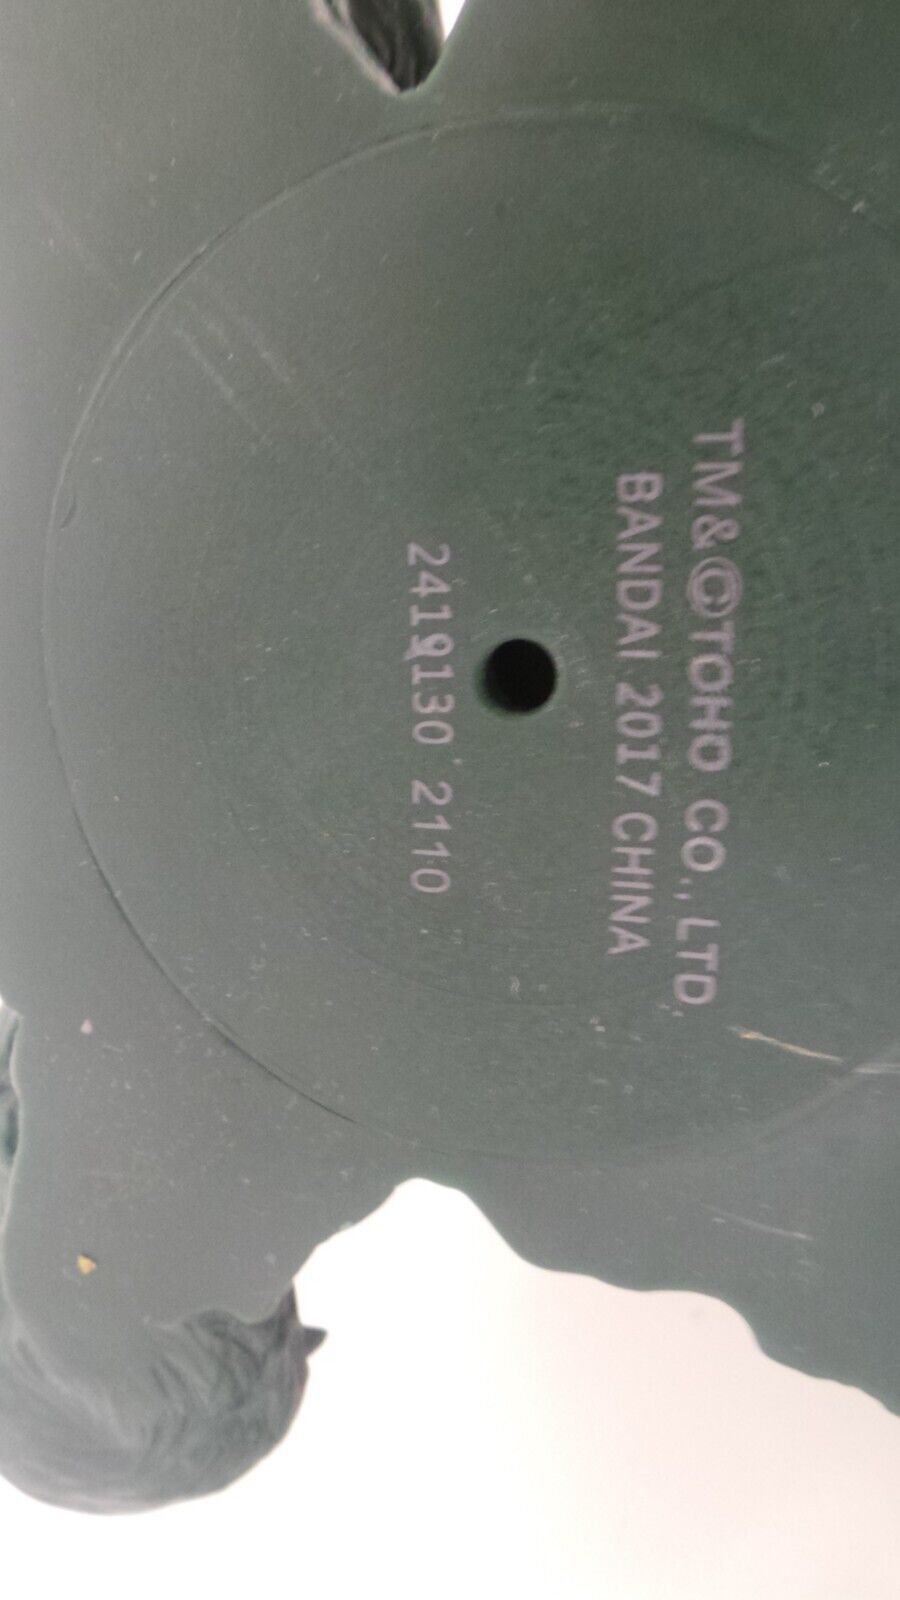 TM&©TOHO CO., LTD.
BANDAI 2017 CHINA
2419130 2110